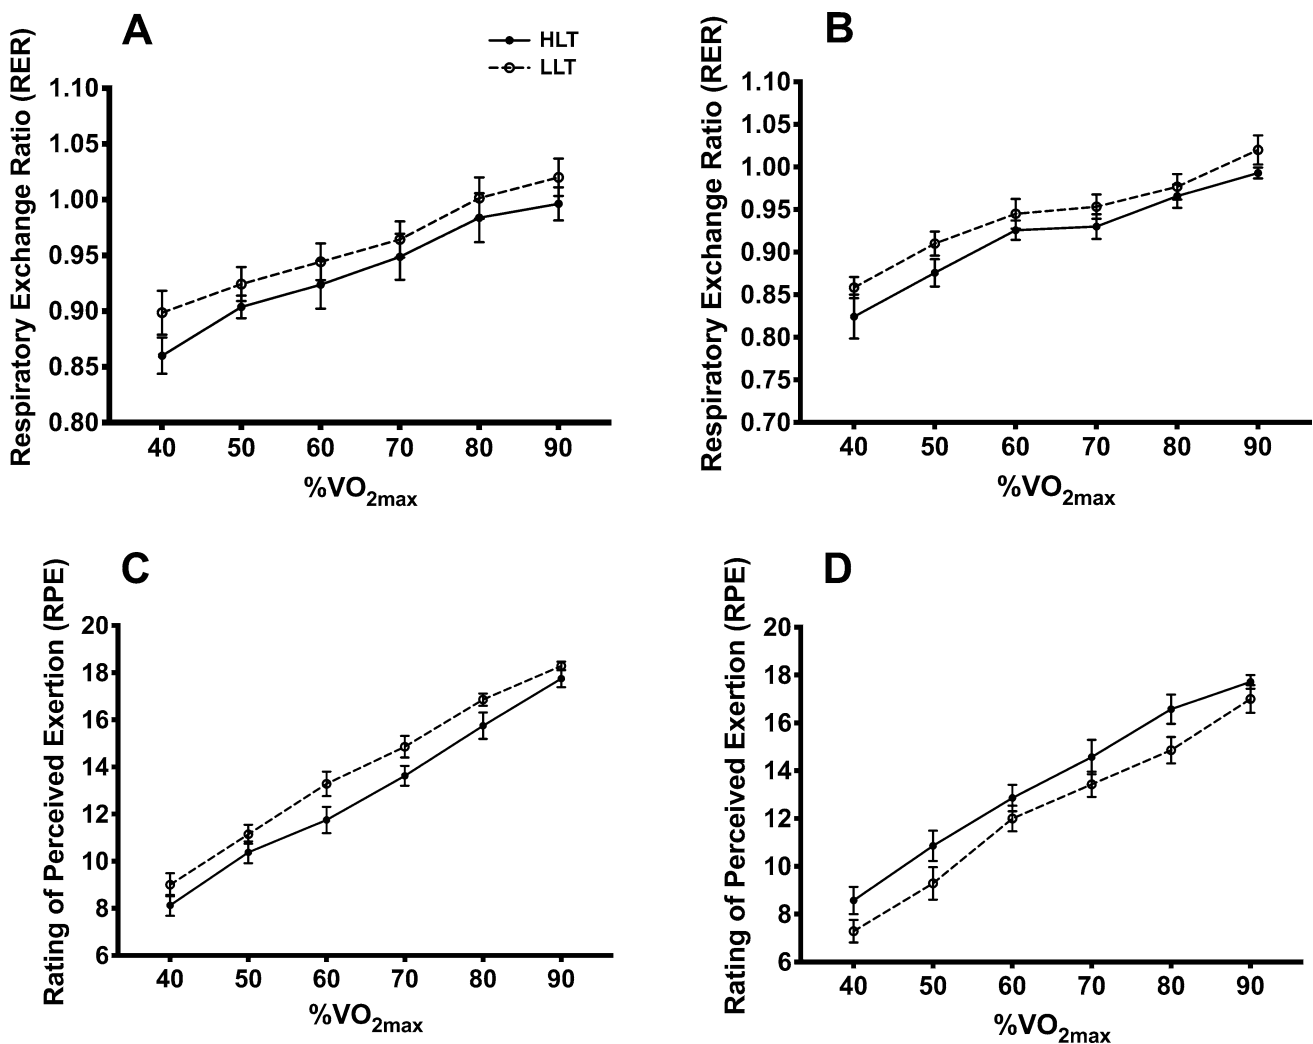 A
HLT
LLT
Respiratory Exchange Ratio (RER)
1.10
1.05
1.00
0.95
0.90
0.85
0.80
40 50 60 70 80 90
%VO2max
B
Respiratory Exchange Ratio (RER)
1.10
1.05
1.00
0.95
0.90
0.85
0.80
0.75
0.70
40 50 60 70 80 90
%VO2max
C
Rating of Perceived Exertion (RPE)
20
18
16
14
12
10
8
6
40 50 60 70 80 90
%VO2max
D
Rating of Perceived Exertion (RPE)
20
18
16
14
12
10
8
6
40 50 60 70 80 90
%VO2max